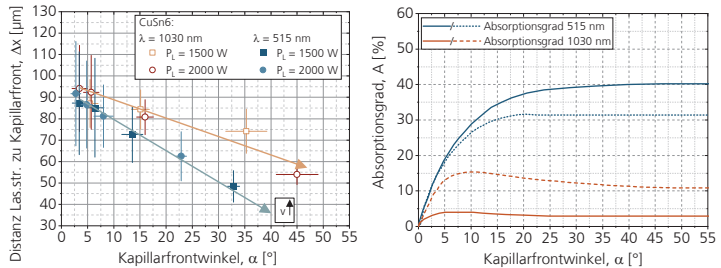 Distanz Las.str. zu Kapillarfront, Δx [µm]
130
120
110
100
90
80
70
60
50
40
30
CuSn6:
λ = 1030 nm λ = 515 nm
P_L = 1500 W P_L = 1500 W
P_L = 2000 W P_L = 2000 W
v
0 5 10 15 20 25 30 35 40 45 50 55
Kapillarfrontwinkel, α [°]
Absorptionsgrad, A [%]
60
50
40
30
20
10
0
Absorptionsgrad 515 nm
Absorptionsgrad 1030 nm
0 5 10 15 20 25 30 35 40 45 50 55
Kapillarfrontwinkel, α [°]